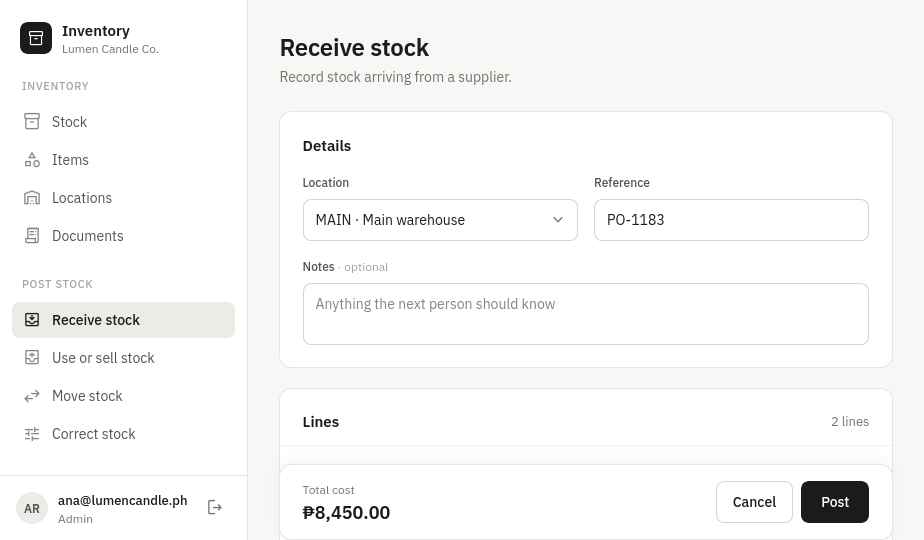 Inventory
Lumen Candle Co.
INVENTORY
Stock
Items
Locations
Documents
POST STOCK
Receive stock
Use or sell stock
Move stock
Correct stock
AR
ana@lumencandle.ph
Admin
Receive stock
Record stock arriving from a supplier.
Details
Location
Reference
MAIN · Main warehouse
PO-1183
Notes · optional
Anything the next person should know
Lines
2 lines
Total cost
₱8,450.00
Cancel
Post